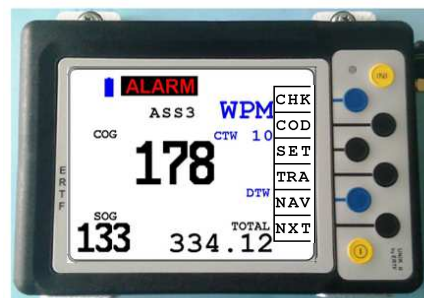 ALARM
ASS3 WPM
COG CTW 10
178
DTW
SOG TOTAL
133 334.12
CHK
COD
SET
TRA
NAV
NXT
ERTF